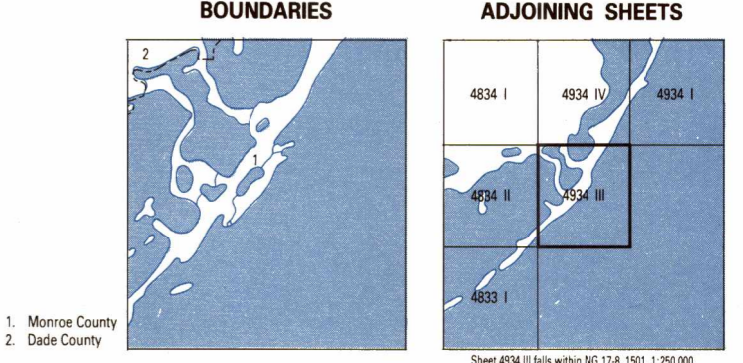 BOUNDARIES
2
1
1. Monroe County
2. Dade County
ADJOINING SHEETS
4834 I
4934 IV
4934 I
4834 II
4934 III
4833 I
Sheet 4934 III falls within NG 17-8, 1501, 1:250,000